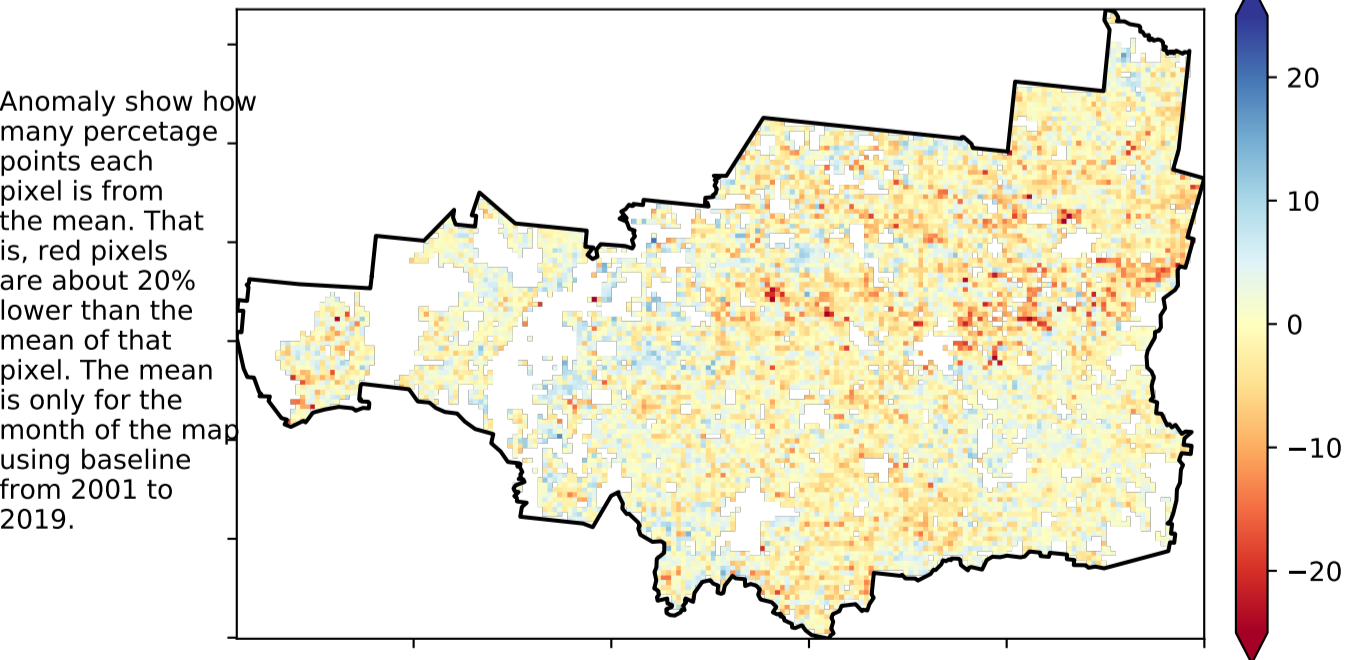 Anomaly show how
many percetage
points each
pixel is from
the mean. That
is, red pixels
are about 20%
lower than the
mean of that
pixel. The mean
is only for the
month of the map
using baseline
from 2001 to
2019.
20
10
0
−10
−20